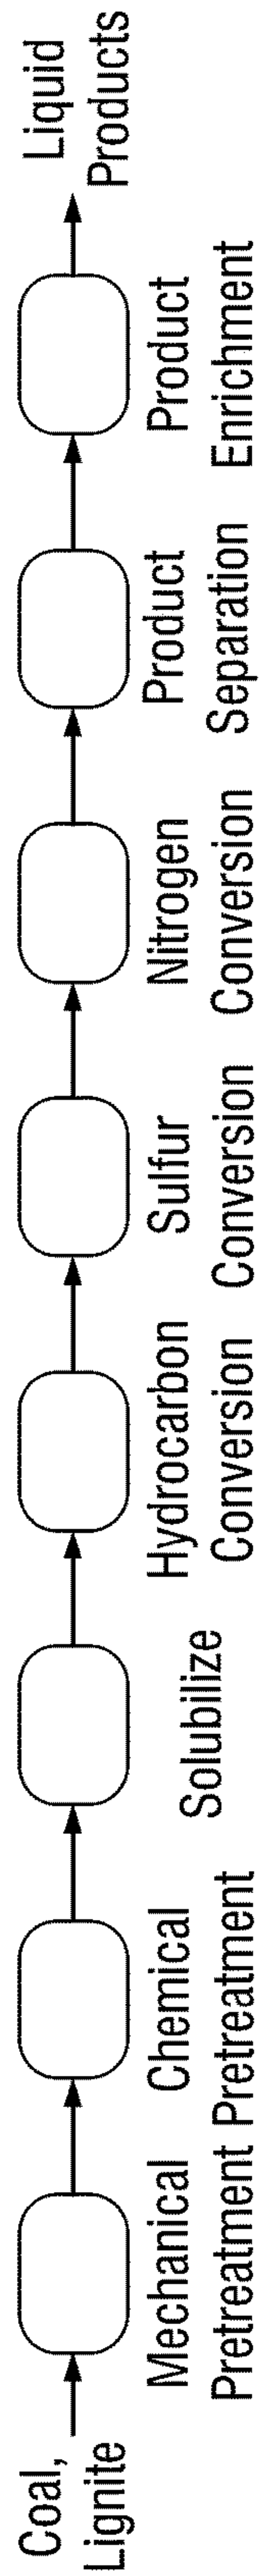 Coal,
Lignite
Mechanical
Pretreatment
Chemical
Pretreatment
Solubilize
Hydrocarbon
Conversion
Sulfur
Conversion
Nitrogen
Conversion
Product
Separation
Product
Enrichment
Liquid
Products